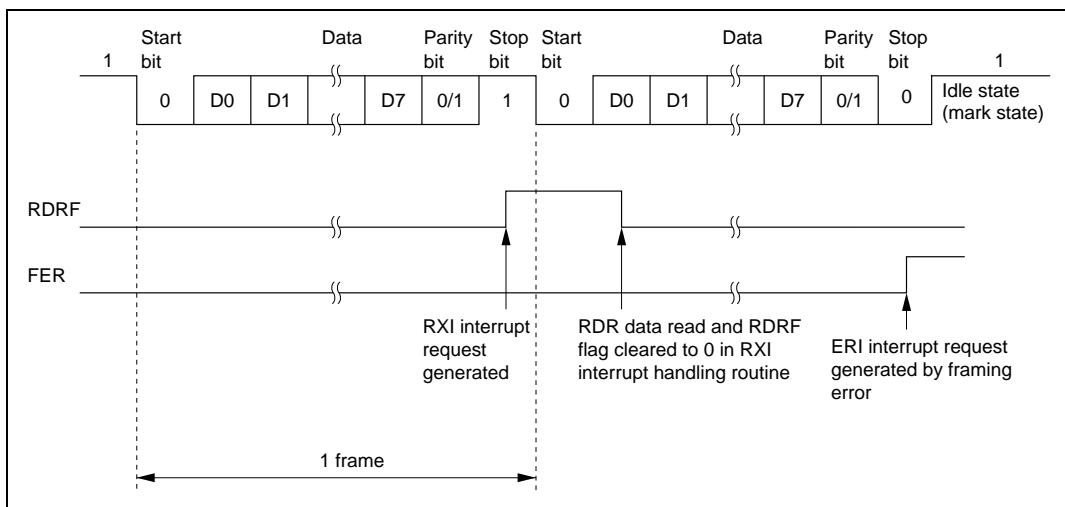 Start bit
Data
Parity bit
Stop bit
Start bit
Data
Parity bit
Stop bit
1
1
0
D0
D1
D7
0/1
1
0
D0
D1
D7
0/1
0
Idle state
(mark state)
RDRF
FER
RXI interrupt
request
generated
RDR data read and RDRF
flag cleared to 0 in RXI
interrupt handling routine
ERI interrupt request
generated by framing
error
1 frame